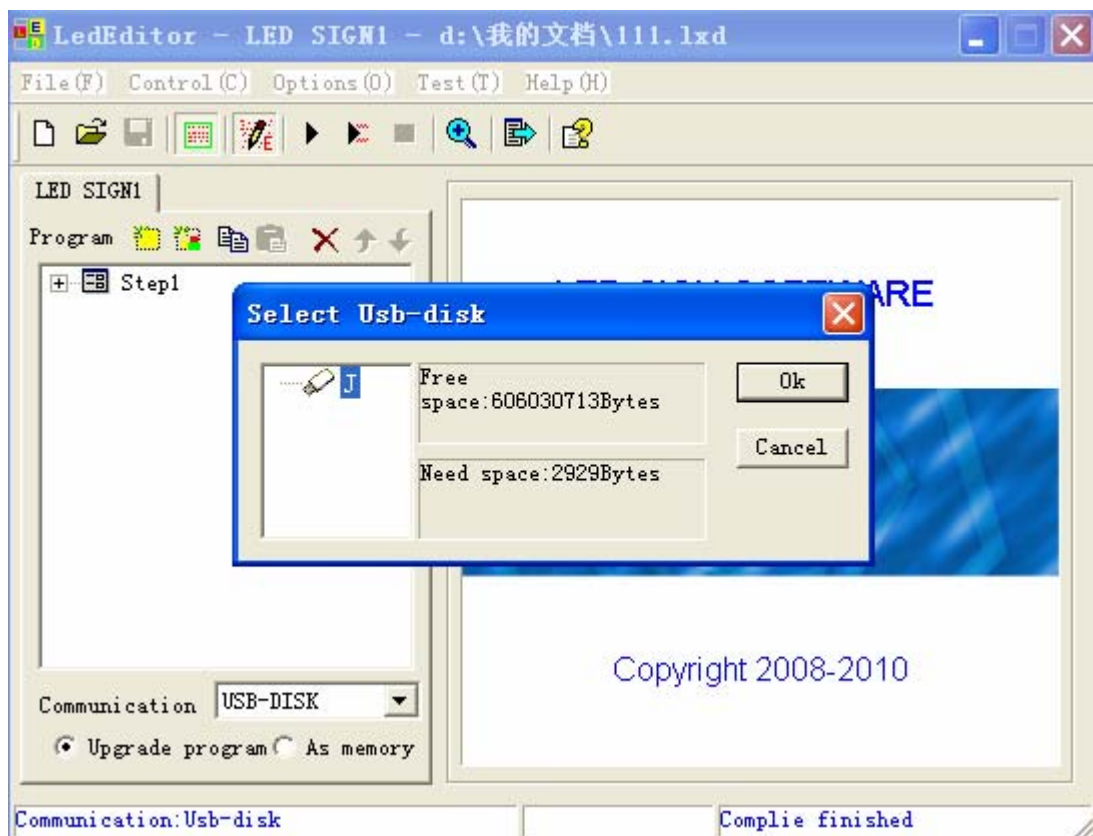 LedEditor - LED SIGN1 - d:\我的文档\111.lxd
File(F) Control(C) Options(O) Test(T) Help(H)
LED SIGN1
Program
Step1
ARE
Select Usb-disk
J
Free
space:606030713Bytes
Ok
Need space:2929Bytes
Cancel
Copyright 2008-2010
Communication USB-DISK
Upgrade program As memory
Communication:Usb-disk
Complie finished